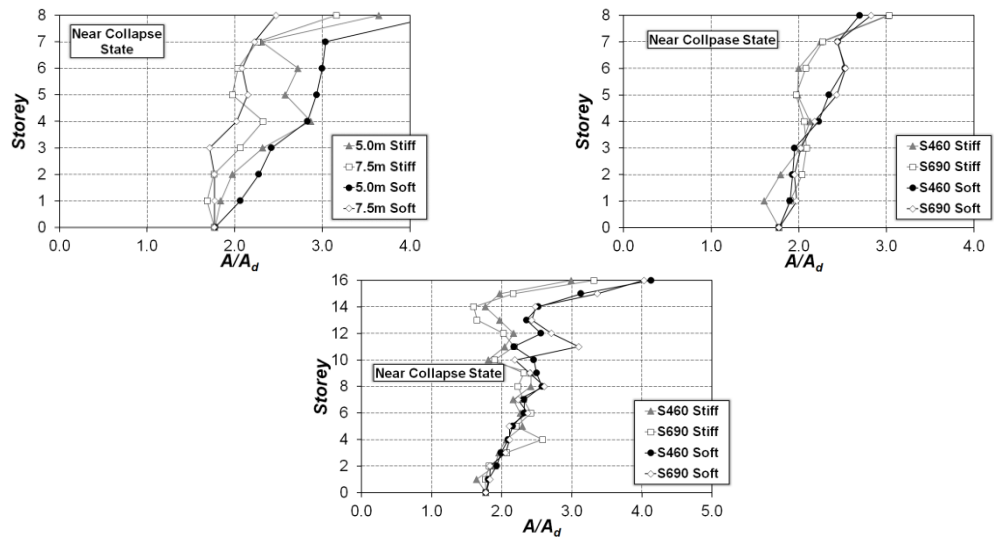 8
7
6
5
4
3
2
1
0
Storey
Near Collapse
State
5.0m Stiff
7.5m Stiff
5.0m Soft
7.5m Soft
0.0 1.0 2.0 3.0 4.0
A/Ad
8
7
6
5
4
3
2
1
0
Storey
Near Collpase State
S460 Stiff
S690 Stiff
S460 Soft
S690 Soft
0.0 1.0 2.0 3.0 4.0
A/Ad
16
14
12
10
8
6
4
2
0
Storey
Near Collapse State
S460 Stiff
S690 Stiff
S460 Soft
S690 Soft
0.0 1.0 2.0 3.0 4.0 5.0
A/Ad